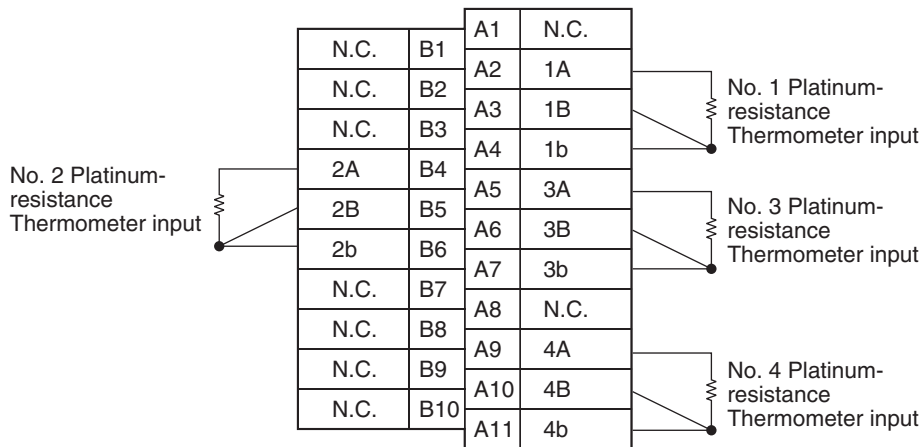 No. 2 Platinum-
resistance
Thermometer input
N.C. B1
N.C. B2
N.C. B3
2A B4
2B B5
2b B6
N.C. B7
N.C. B8
N.C. B9
N.C. B10
A1 N.C.
A2 1A
A3 1B
A4 1b
A5 3A
A6 3B
A7 3b
A8 N.C.
A9 4A
A10 4B
A11 4b
No. 1 Platinum-
resistance
Thermometer input
No. 3 Platinum-
resistance
Thermometer input
No. 4 Platinum-
resistance
Thermometer input